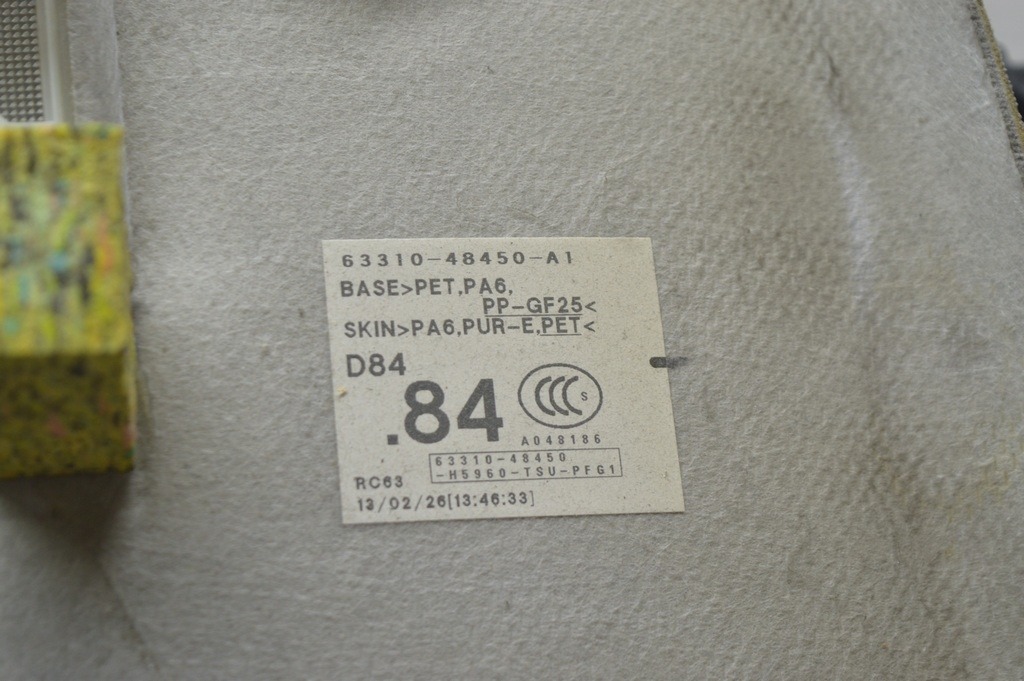 63310-48450-A1
BASE>PET,PA6,
PP-GF25<
SKIN>PA6,PUR-E,PET<
D84
.84
CCC S
A048186
63310-48450
-H5960-TSU-PFG1
RC63
13/02/26[13:46:33]